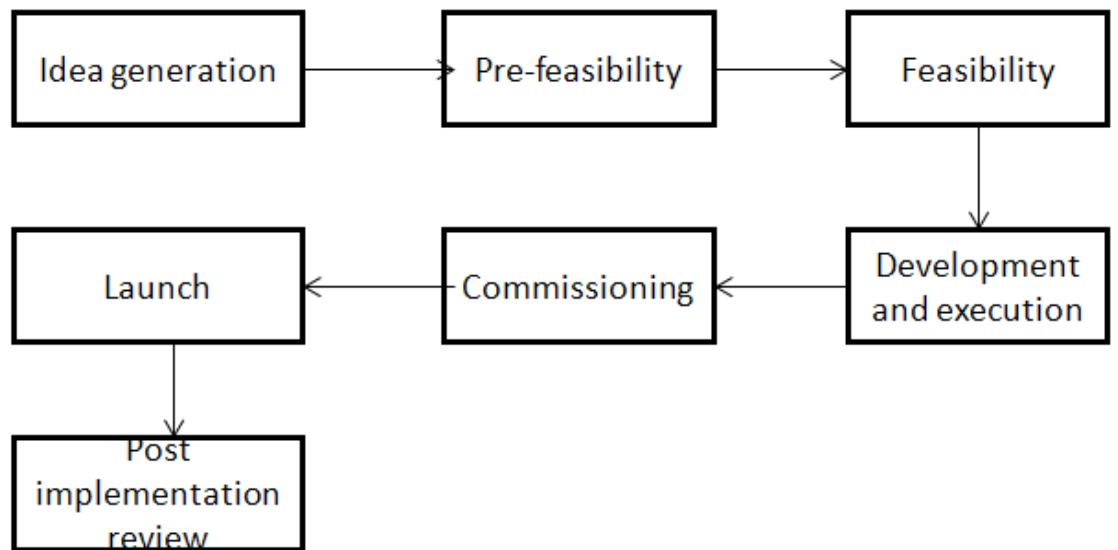 Idea generation
Pre-feasibility
Feasibility
Launch
Commissioning
Development
and execution
Post
implementation
review